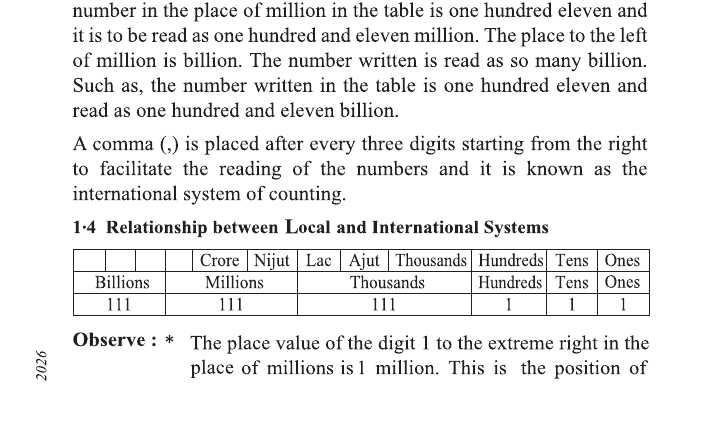 number in the place of million in the table is one hundred eleven and
it is to be read as one hundred and eleven million. The place to the left
of million is billion. The number written is read as so many billion.
Such as, the number written in the table is one hundred eleven and
read as one hundred and eleven billion.
A comma (,) is placed after every three digits starting from the right
to facilitate the reading of the numbers and it is known as the
international system of counting.
1·4 Relationship between Local and International Systems
Crore Nijut Lac Ajut Thousands Hundreds Tens Ones
Billions Millions Thousands Hundreds Tens Ones
111 111 111 1 1 1
Observe : * The place value of the digit 1 to the extreme right in the
place of millions is 1 million. This is the position of
2026